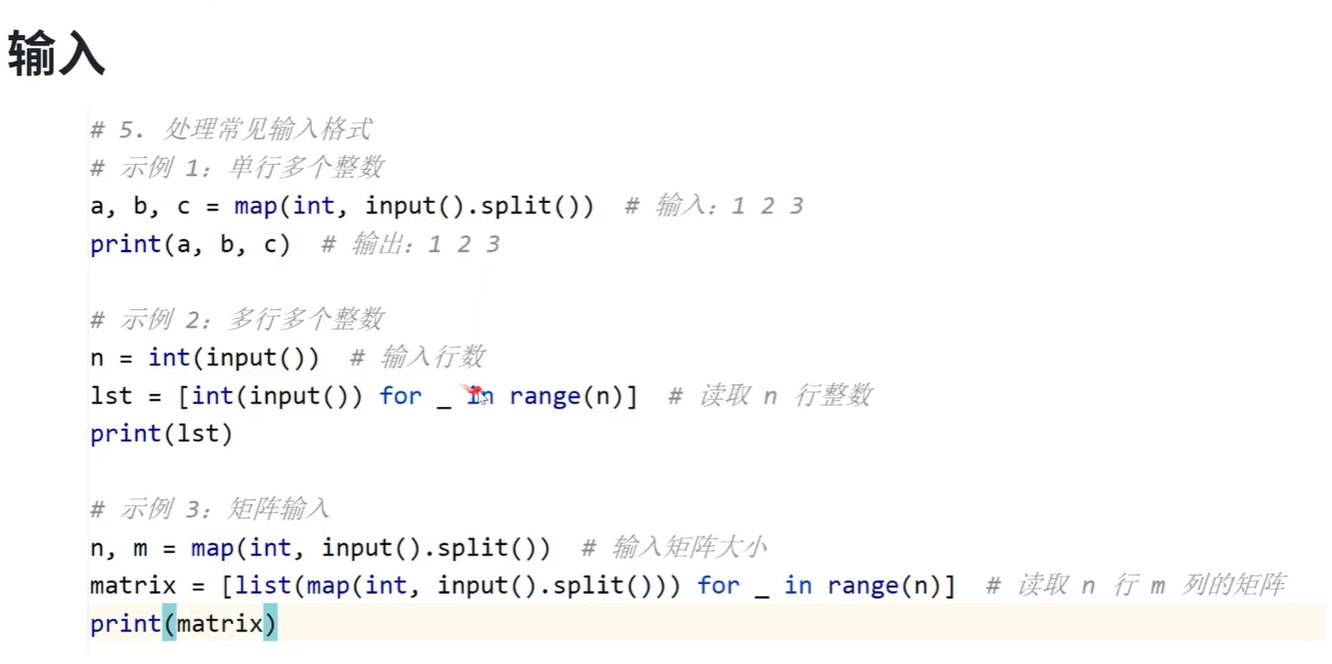 输入
# 5. 处理常见输入格式
# 示例 1：单行多个整数
a, b, c = map(int, input().split())  # 输入：1 2 3
print(a, b, c)  # 输出：1 2 3
# 示例 2：多行多个整数
n = int(input())  # 输入行数
lst = [int(input()) for _ in range(n)]  # 读取 n 行整数
print(lst)
# 示例 3：矩阵输入
n, m = map(int, input().split())  # 输入矩阵大小
matrix = [list(map(int, input().split())) for _ in range(n)]  # 读取 n 行 m 列的矩阵
print(matrix)